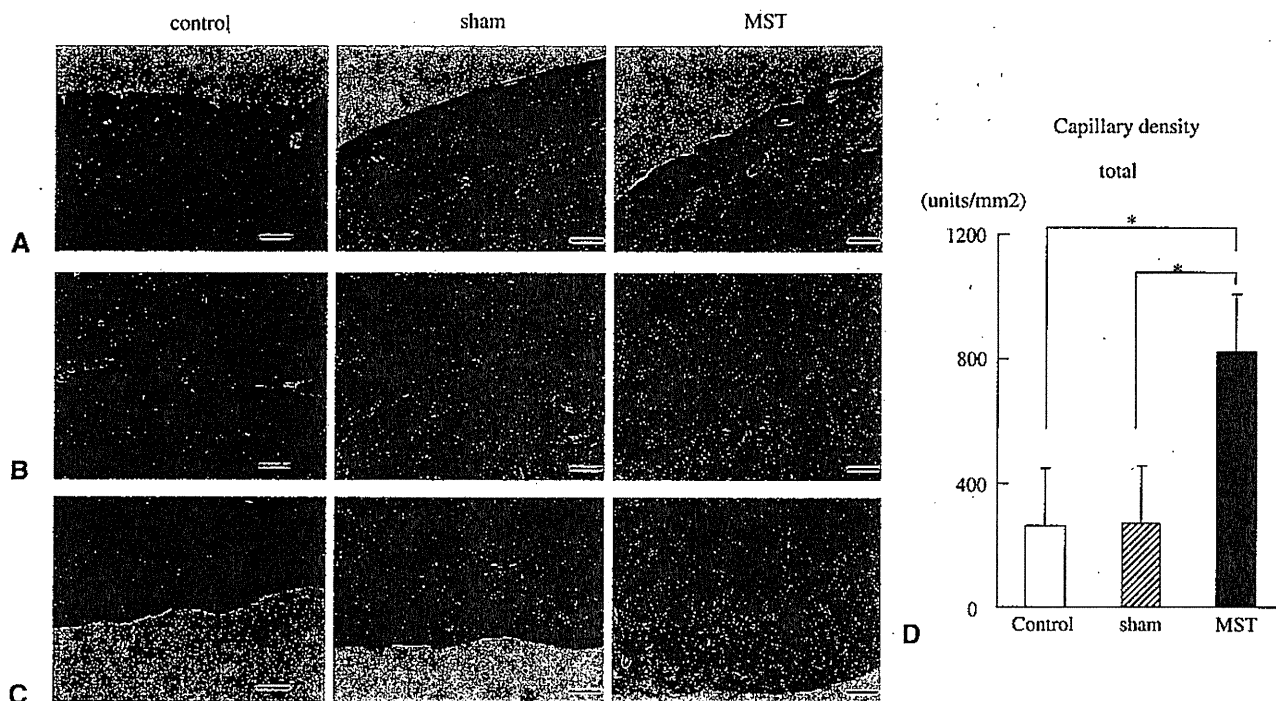 control sham MST
A
B
C
Capillary density
total
(units/mm2)
*
*
1200
800
400
0
Control sham MST
D